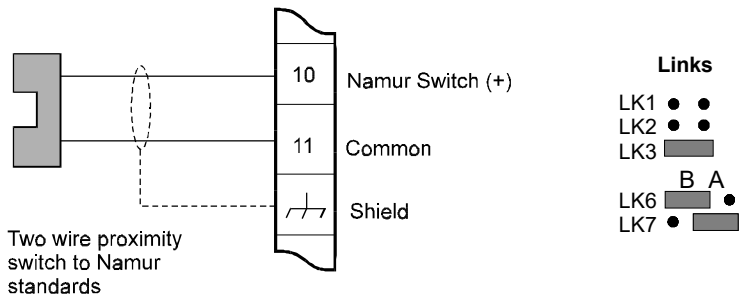 10
Namur Switch (+)
11
Common
Shield
Two wire proximity
switch to Namur
standards
Links
LK1
LK2
LK3
B A
LK6
LK7